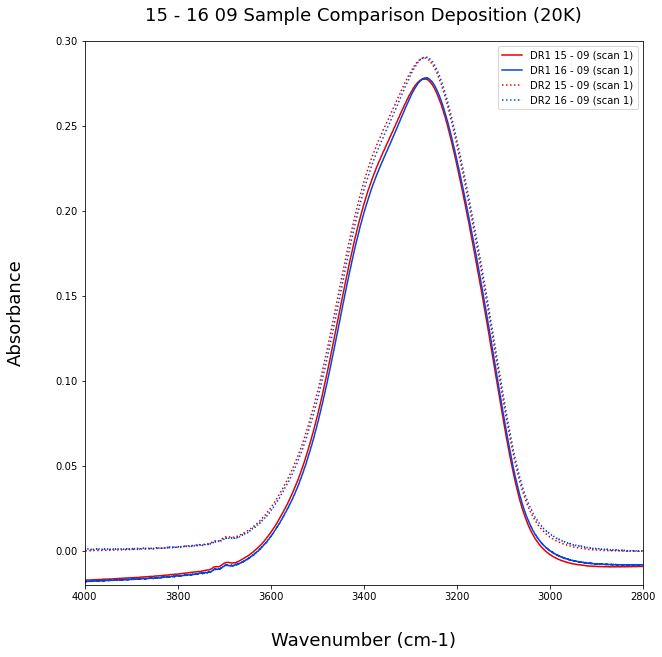 15 - 16 09 Sample Comparison Deposition (20K)
0.30
0.25
0.20
0.15
0.10
0.05
0.00
Absorbance
DR1 15 - 09 (scan 1)
DR1 16 - 09 (scan 1)
DR2 15 - 09 (scan 1)
DR2 16 - 09 (scan 1)
4000 3800 3600 3400 3200 3000 2800
Wavenumber (cm-1)